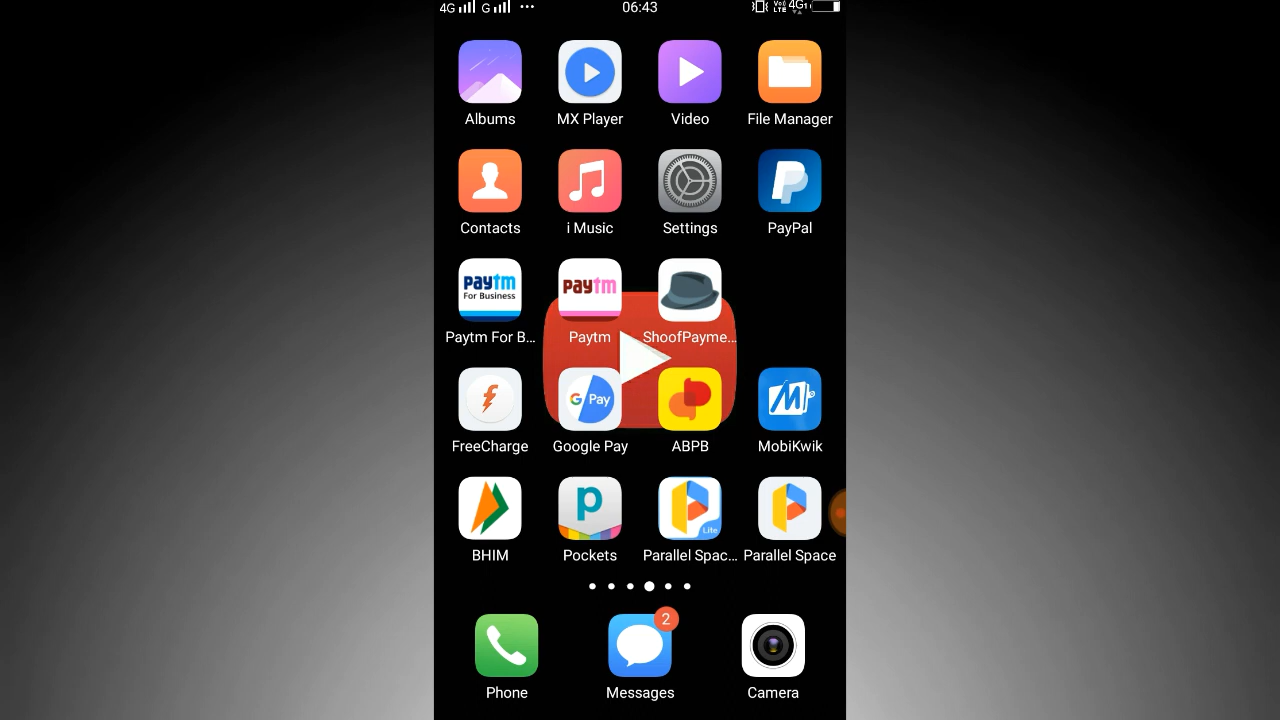 4G G ••• 06:43 VoLTE 4G
Albums MX Player Video File Manager
Contacts i Music Settings PayPal
paytm For Business paytm
Paytm For B... Paytm ShoofPayme...
G Pay
FreeCharge Google Pay ABPB MobiKwik
p Lite
BHIM Pockets Parallel Spac... Parallel Space
2
Phone Messages Camera